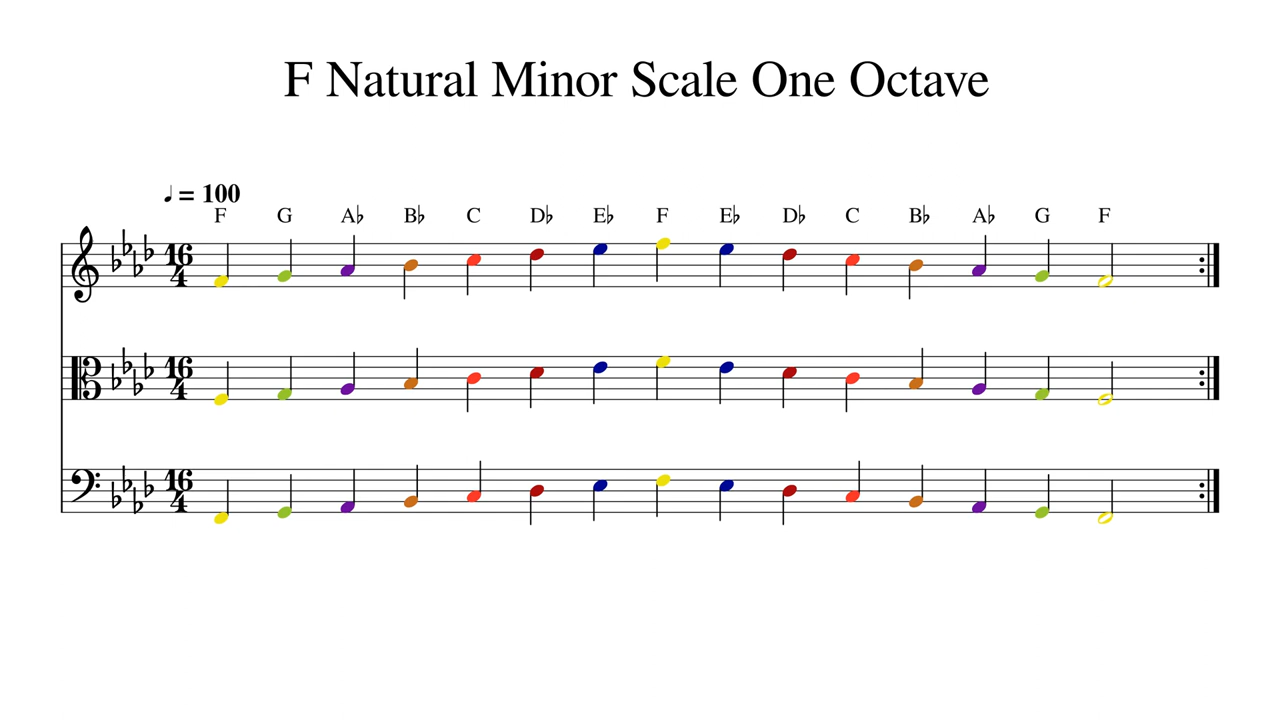 F Natural Minor Scale One Octave
♩ = 100
F G A♭ B♭ C D♭ E♭ F E♭ D♭ C B♭ A♭ G F
16
4
16
4
16
4